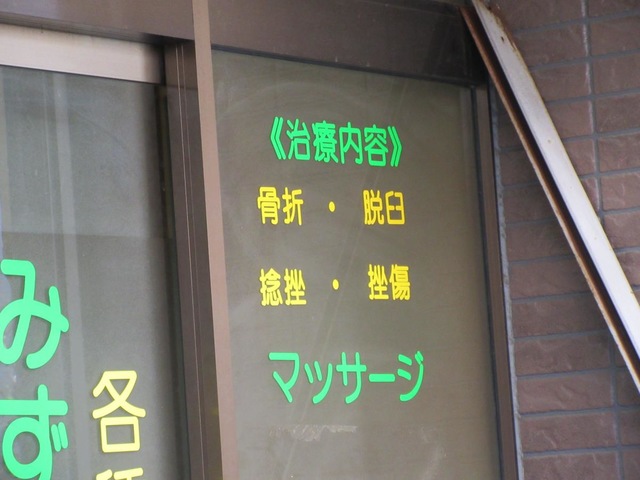 《治療内容》
骨折・脱臼
捻挫・挫傷
マッサージ
みず
各種